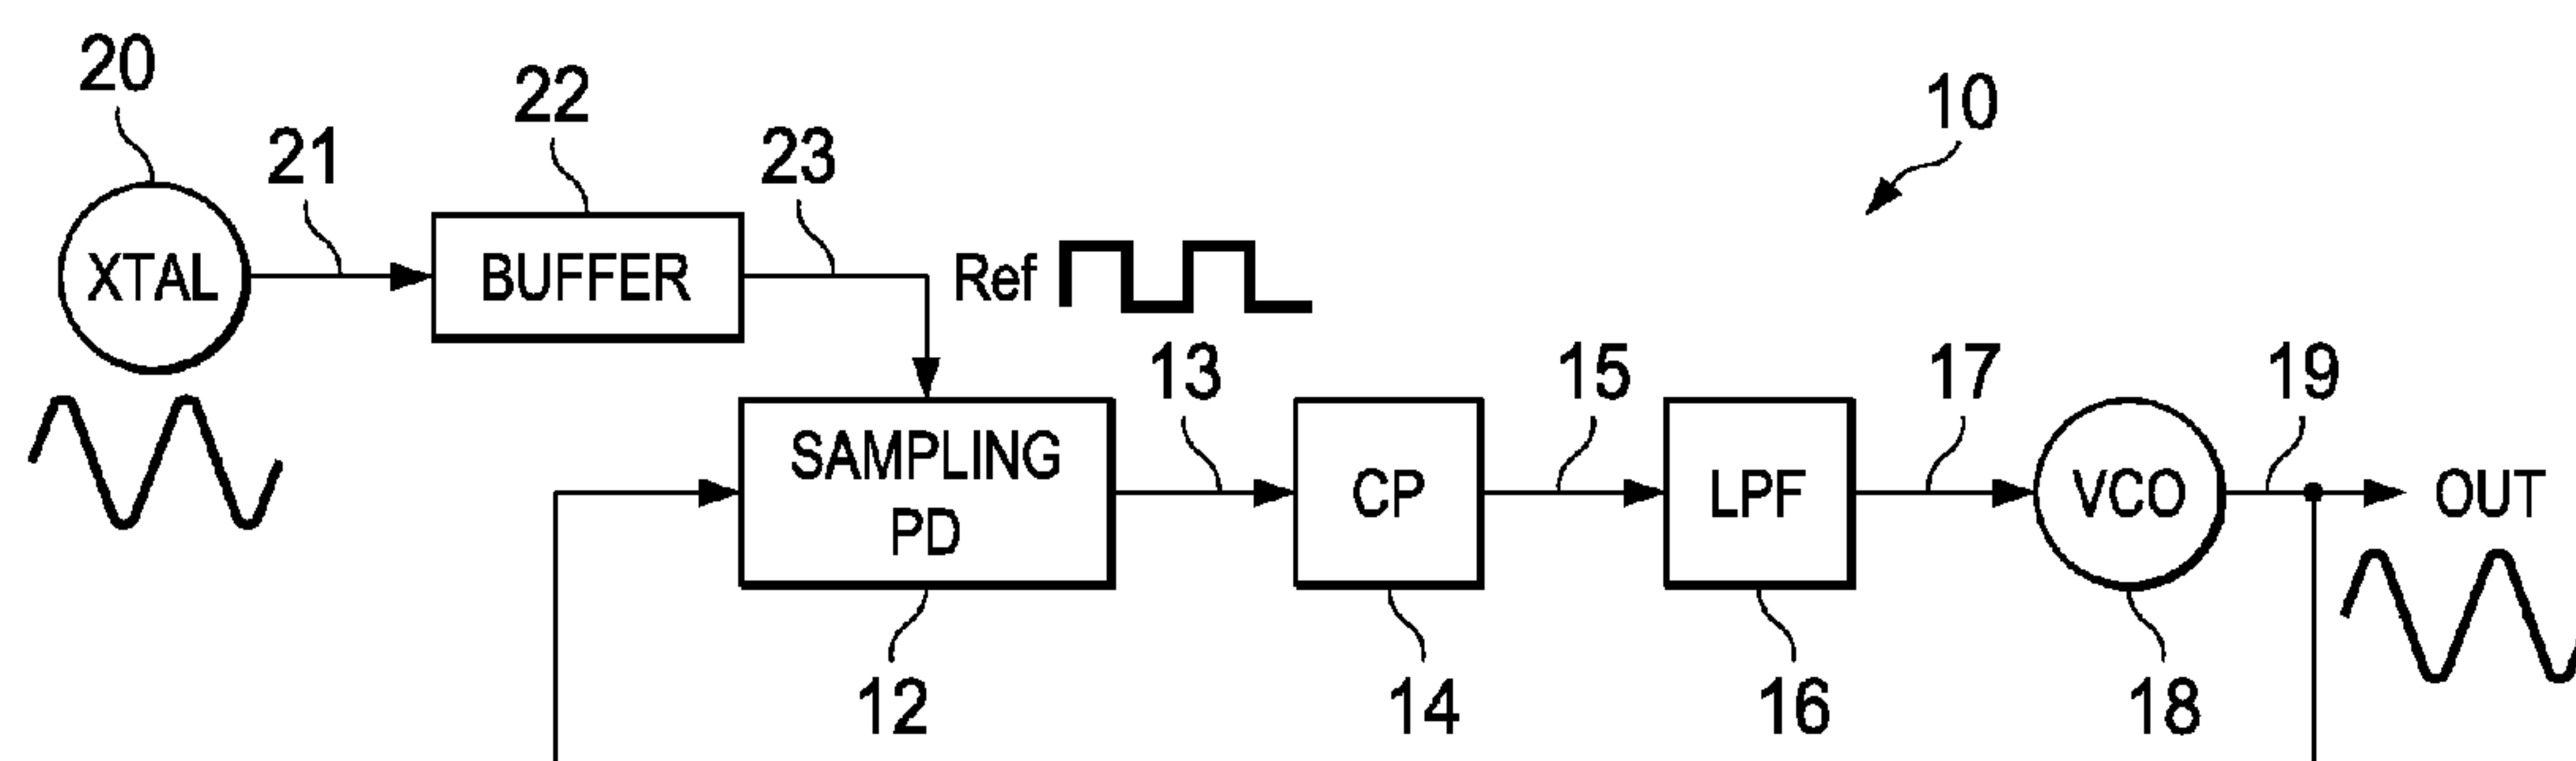 20
21
22
23
10
XTAL
BUFFER
Ref
13
15
17
19
SAMPLING
PD
CP
LPF
VCO
OUT
12
14
16
18